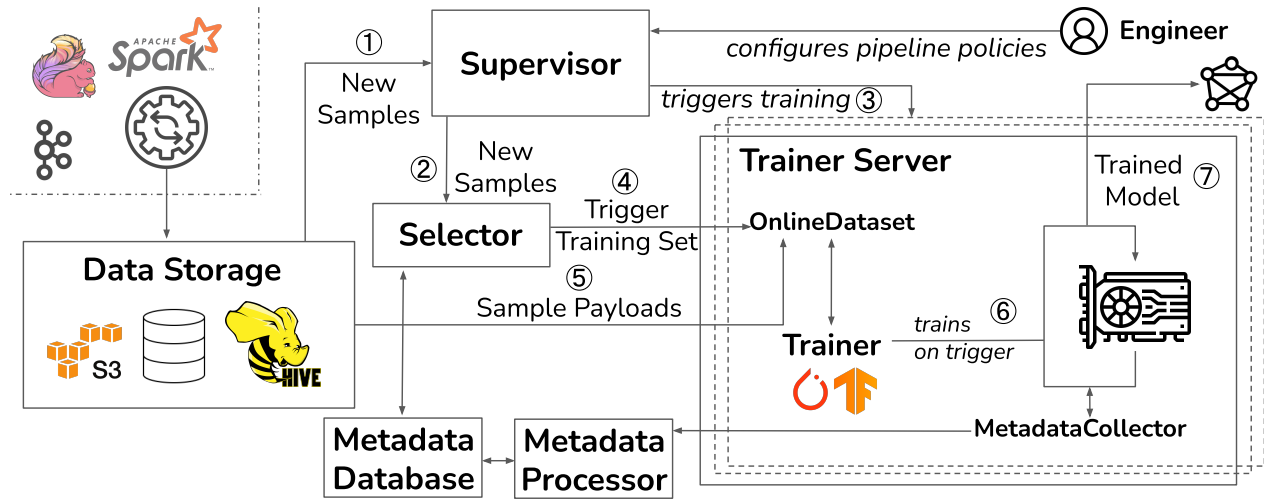 APACHE
Spark™
①
New
Samples
Supervisor
configures pipeline policies
Engineer
triggers training ③
②
New
Samples
④
Trigger
Training Set
Selector
⑤
Sample Payloads
Data Storage
S3
HIVE
Trainer Server
OnlineDataset
Trained
Model
⑦
Trainer
trains
on trigger
⑥
MetadataCollector
Metadata
Database
Metadata
Processor